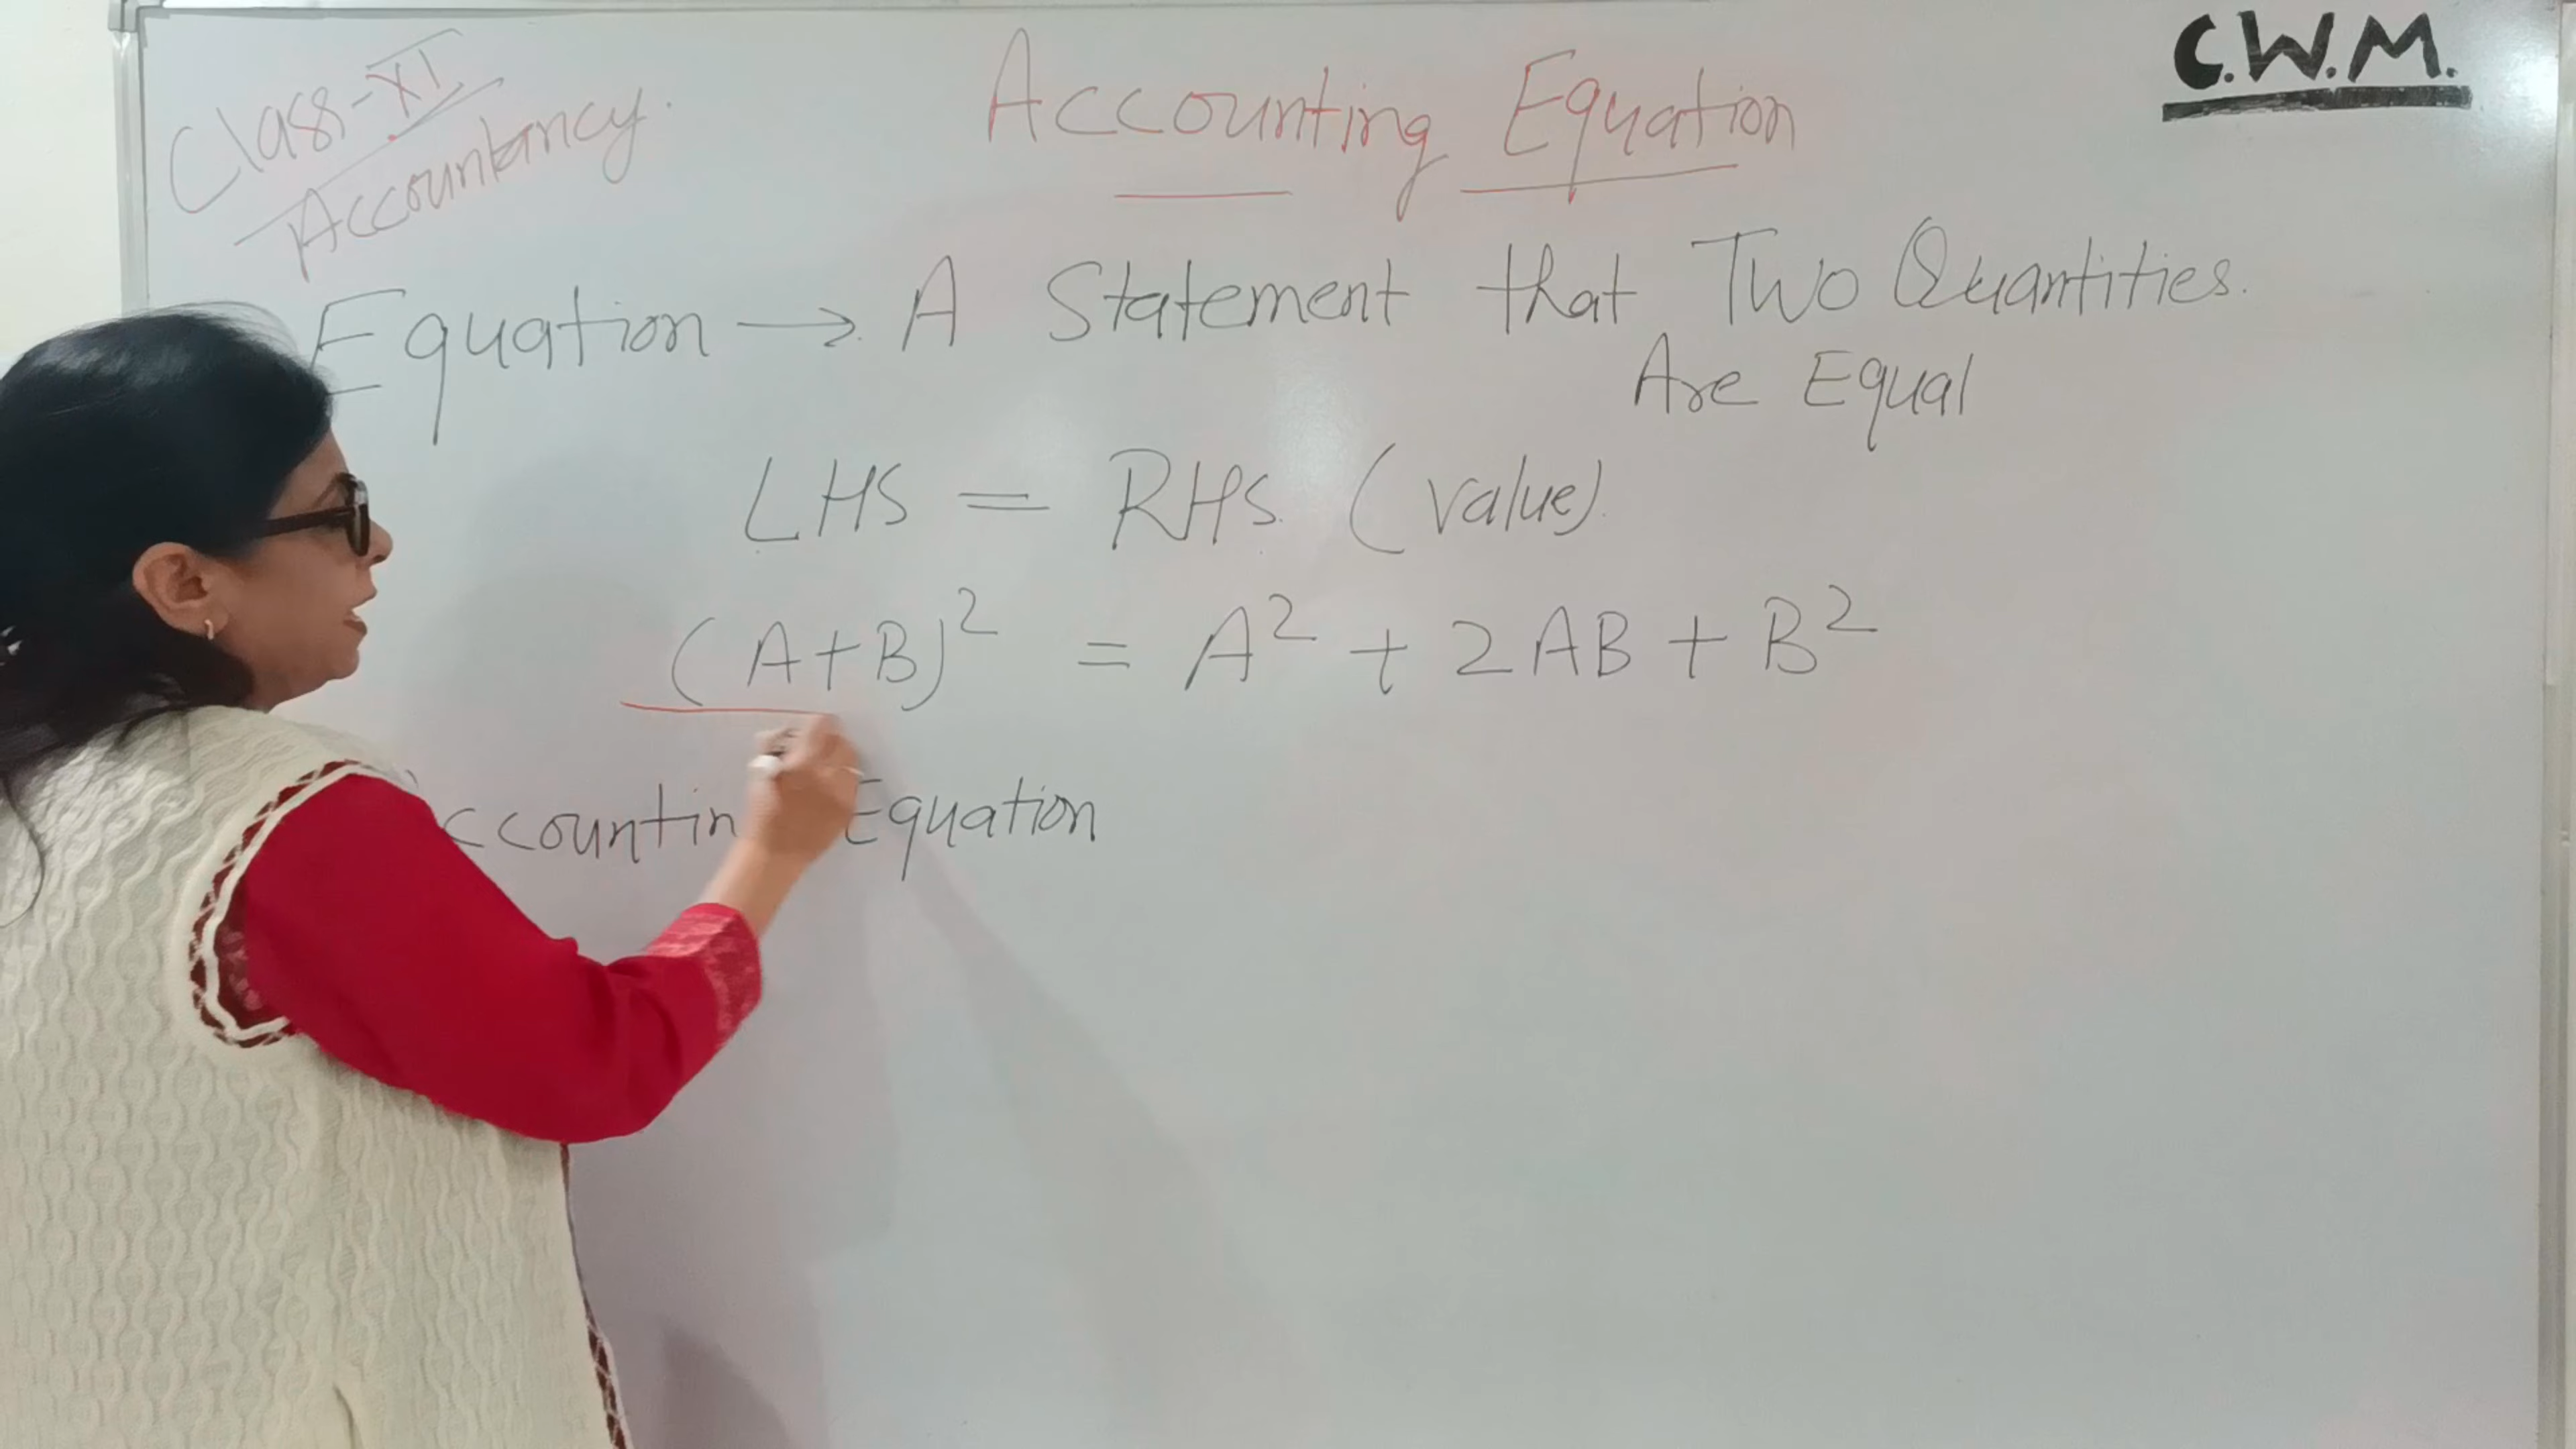 Class-XI
Accountancy.
Accounting Equation
C.W.M.
Equation → A Statement that Two Quantities.
Are Equal
LHS = RHS. (value).
(A+B)² = A² + 2AB + B²
Equation